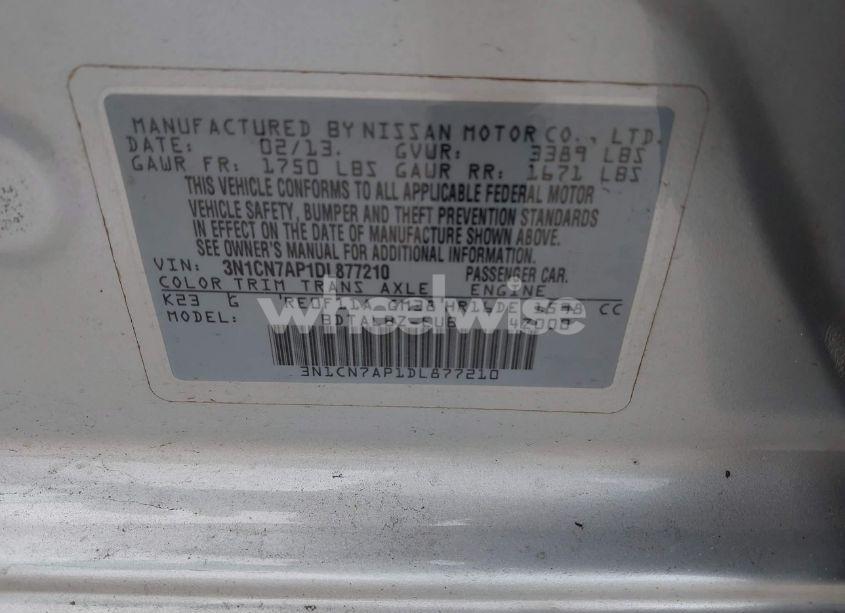 MANUFACTURED BY NISSAN MOTOR CO., LTD.
DATE: 02/13. GVWR: 3389 LBS
GAWR FR: 1750 LBS GAWR RR: 1671 LBS
THIS VEHICLE CONFORMS TO ALL APPLICABLE FEDERAL MOTOR
VEHICLE SAFETY, BUMPER AND THEFT PREVENTION STANDARDS
IN EFFECT ON THE DATE OF MANUFACTURE SHOWN ABOVE.
SEE OWNER'S MANUAL FOR ADDITIONAL INFORMATION.
VIN: 3N1CN7AP1DL877210 PASSENGER CAR.
COLOR TRIM TRANS AXLE ENGINE
K23 G CC
MODEL:
wheelwise
3N1CN7AP1DL877210